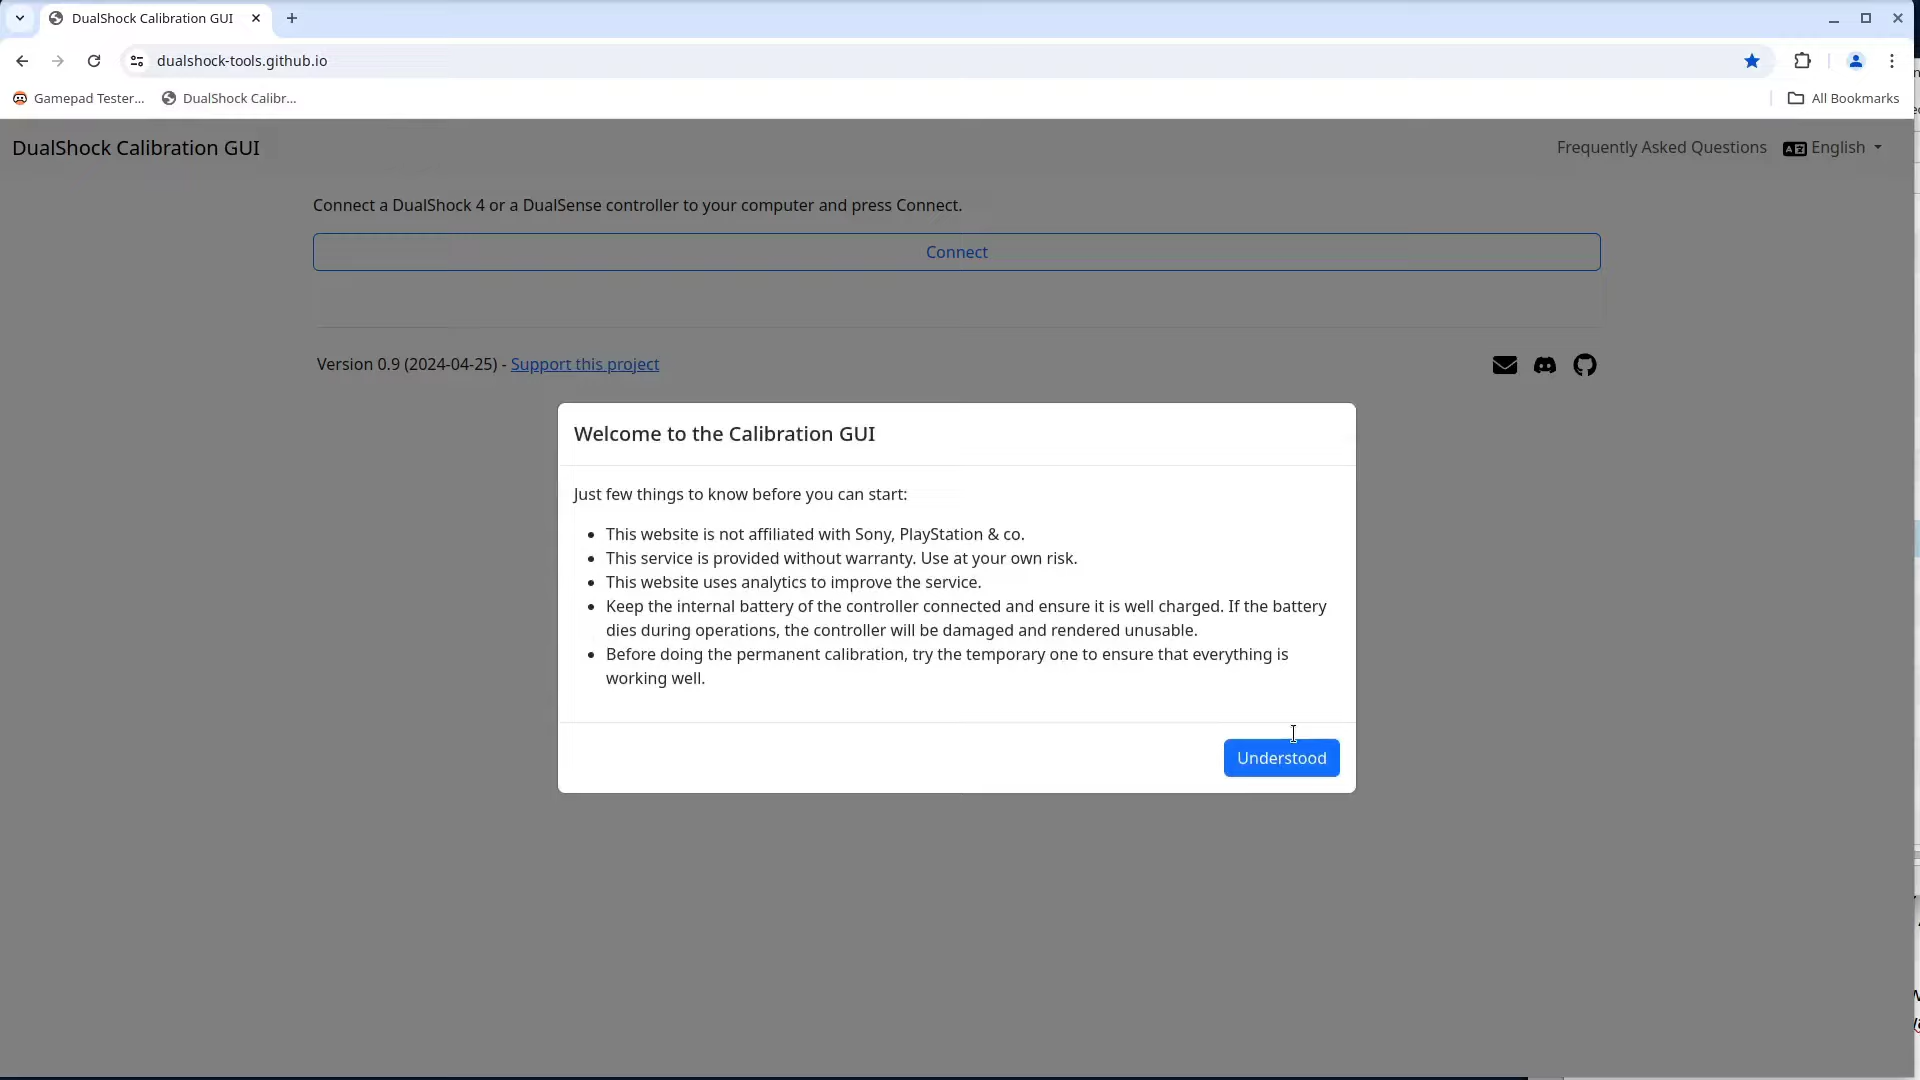 DualShock Calibration GUI
dualshock-tools.github.io
Gamepad Tester...
DualShock Calibr...
All Bookmarks
DualShock Calibration GUI
Frequently Asked Questions
English
Connect a DualShock 4 or a DualSense controller to your computer and press Connect.
Connect
Version 0.9 (2024-04-25) - Support this project
Welcome to the Calibration GUI
Just few things to know before you can start:
• This website is not affiliated with Sony, PlayStation & co.
• This service is provided without warranty. Use at your own risk.
• This website uses analytics to improve the service.
• Keep the internal battery of the controller connected and ensure it is well charged. If the battery
dies during operations, the controller will be damaged and rendered unusable.
• Before doing the permanent calibration, try the temporary one to ensure that everything is
working well.
Understood